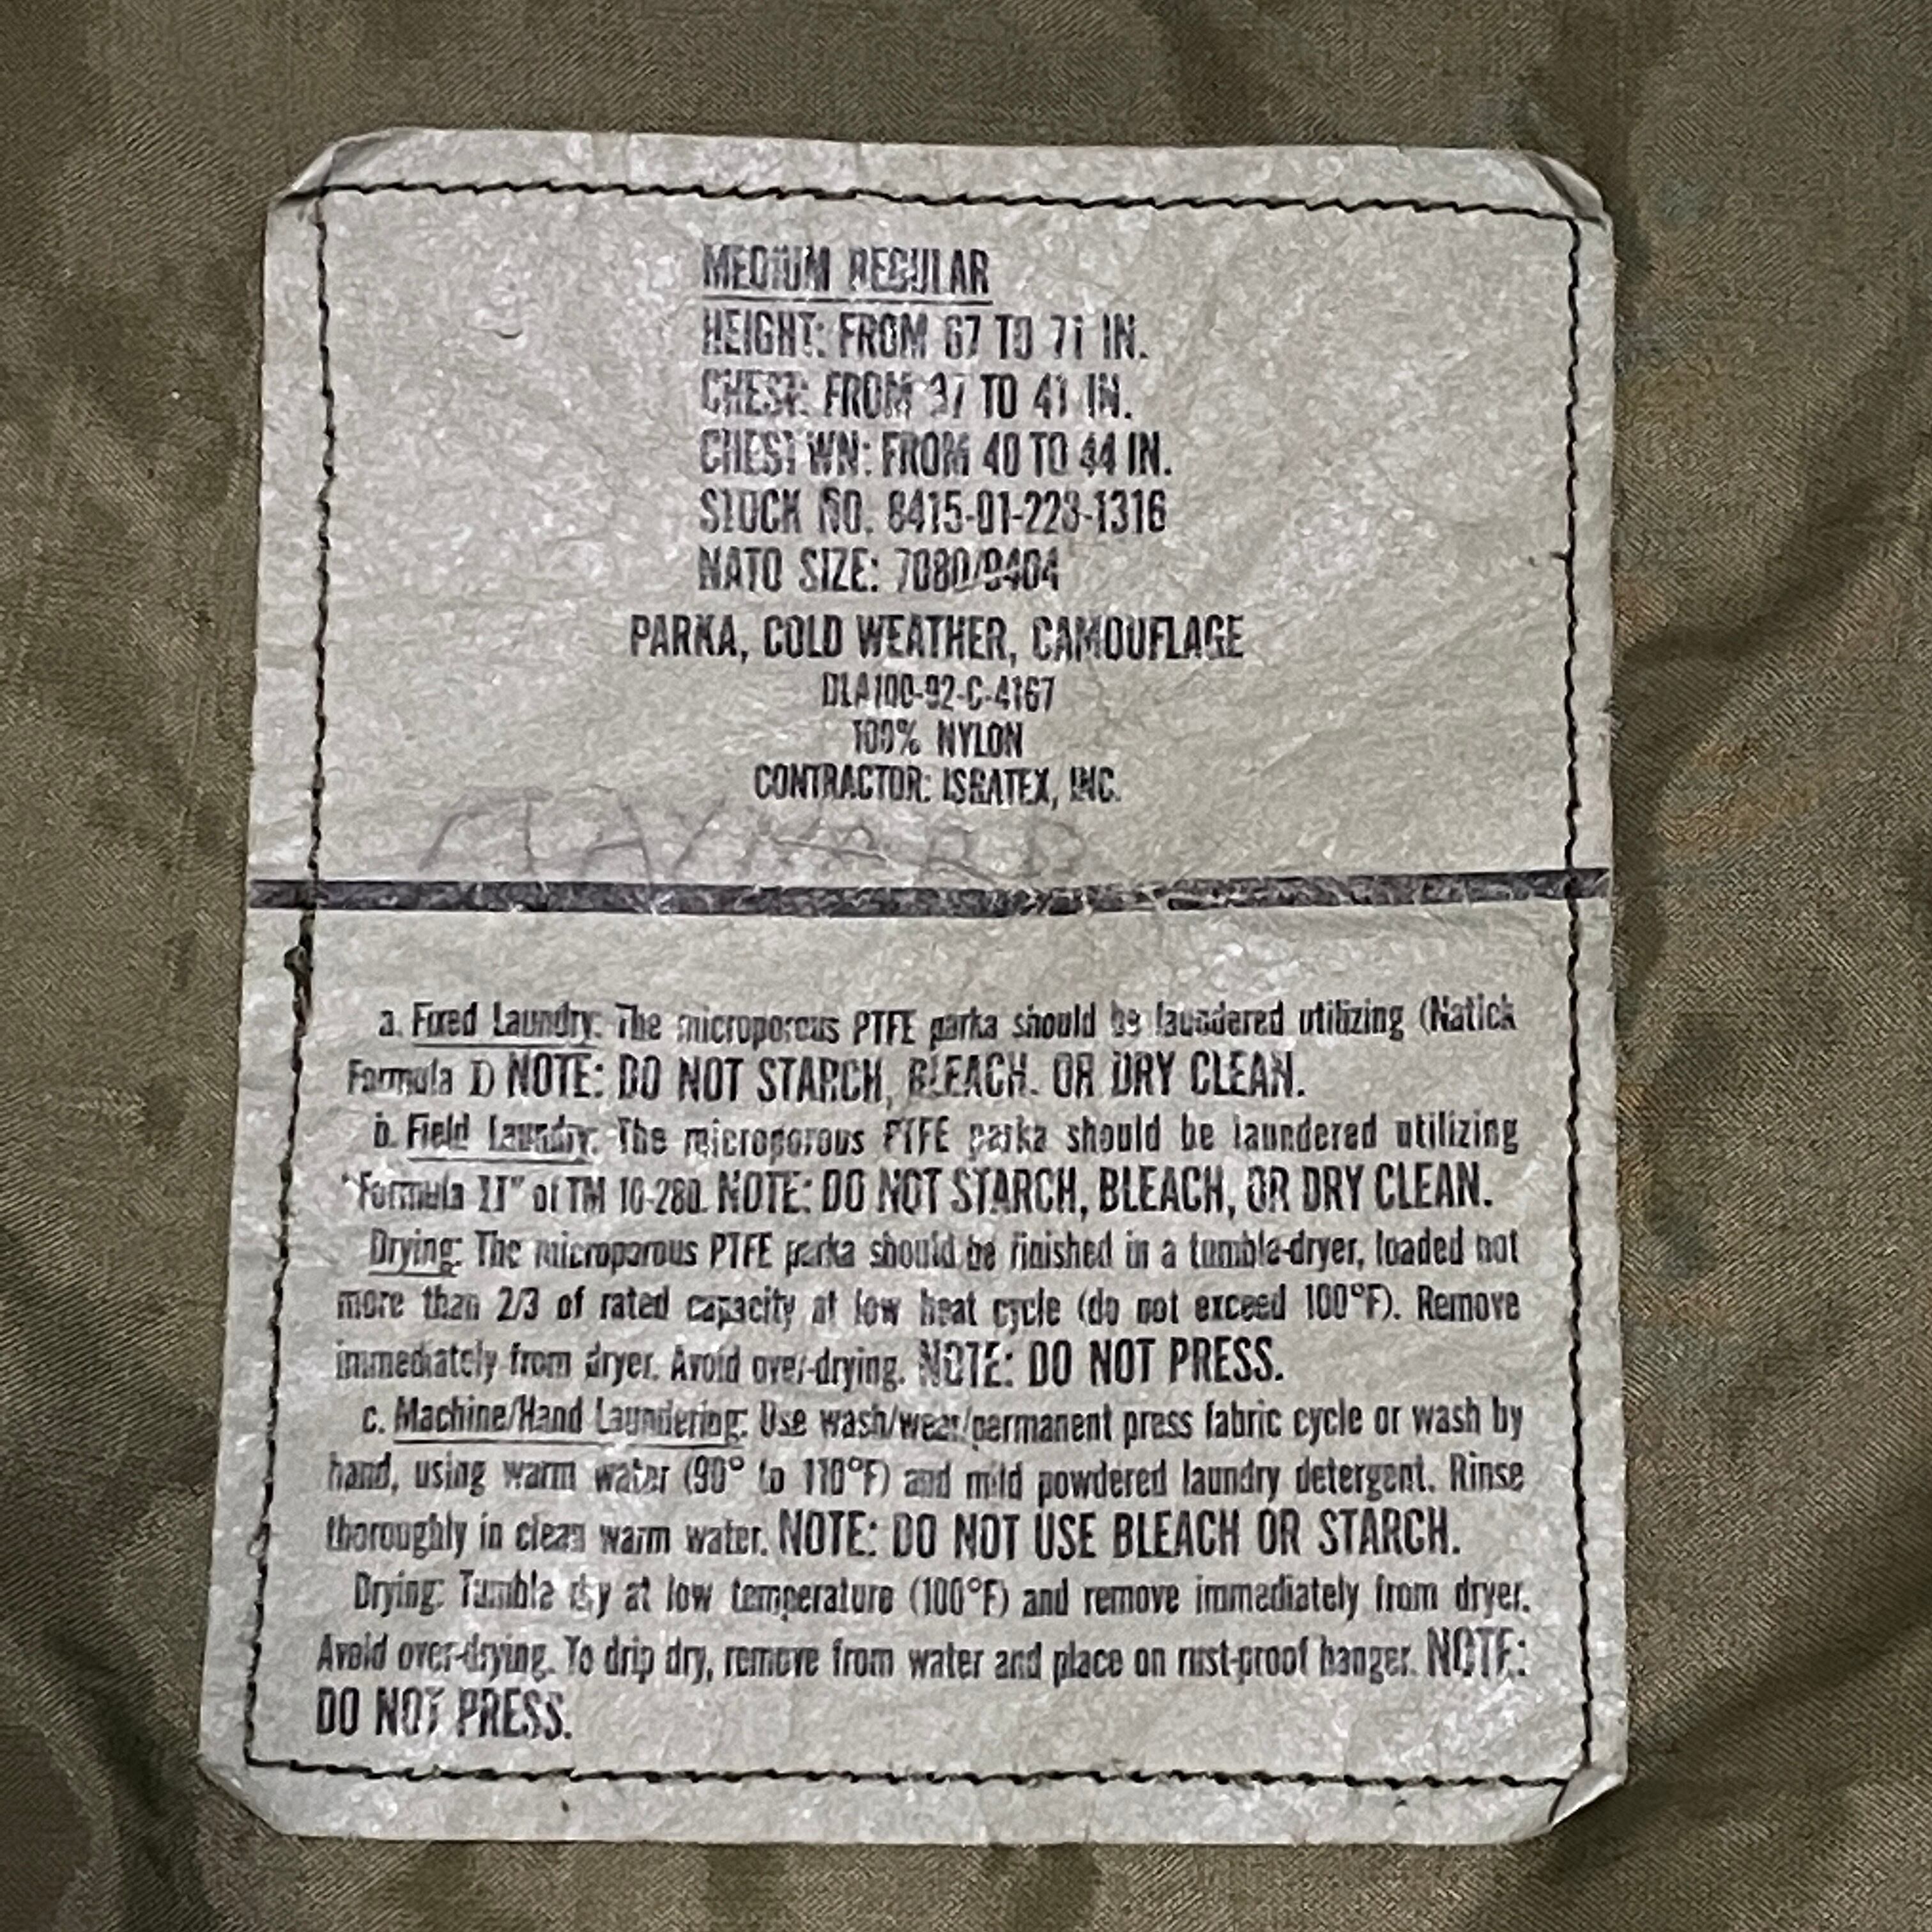 MEDIUM REGULAR
HEIGHT: FROM 67 TO 71 IN.
CHEST: FROM 37 TO 41 IN.
CHEST WN: FROM 40 TO 44 IN.
STOCK NO. 8415-01-228-1316
NATO SIZE: 7080/9404
PARKA, COLD WEATHER, CAMOUFLAGE
DLA100-92-C-4167
100% NYLON
CONTRACTOR: ISRATEX, INC.
a. Fixed Laundry: The microporous PTFE parka should be laundered utilizing (Natick
Formula D NOTE: DO NOT STARCH, BLEACH. OR DRY CLEAN.
b. Field Laundry: The microporous PTFE parka should be laundered utilizing
"Formula II" of TM 10-280. NOTE: DO NOT STARCH, BLEACH, OR DRY CLEAN.
Drying: The microporous PTFE parka should be finished in a tumble-dryer, loaded not
more than 2/3 of rated capacity at low heat cycle (do not exceed 100°F). Remove
immediately from dryer. Avoid over-drying. NOTE: DO NOT PRESS.
c. Machine/Hand Laundering: Use wash/wear/permanent press fabric cycle or wash by
hand, using warm water (90° to 110°F) and mild powdered laundry detergent. Rinse
thoroughly in clean warm water. NOTE: DO NOT USE BLEACH OR STARCH.
Drying: Tumble dry at low temperature (100°F) and remove immediately from dryer.
Avoid over-drying. To drip dry, remove from water and place on rust-proof hanger. NOTE:
DO NOT PRESS.